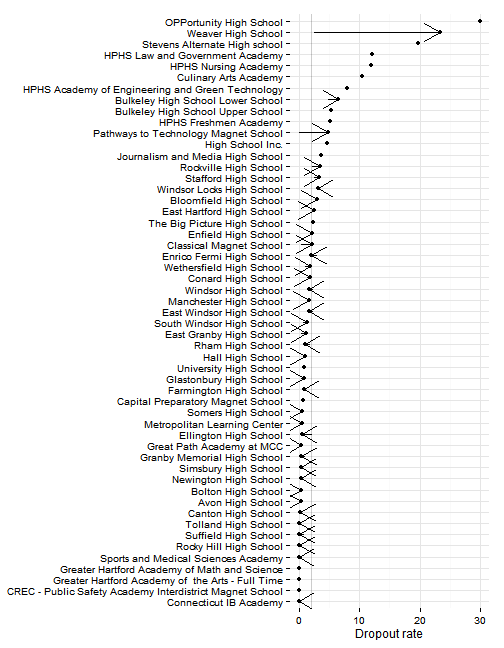 OPPortunity High School
Weaver High School
Stevens Alternate High school
HPHS Law and Government Academy
HPHS Nursing Academy
Culinary Arts Academy
HPHS Academy of Engineering and Green Technology
Bulkeley High School Lower School
Bulkeley High School Upper School
HPHS Freshmen Academy
Pathways to Technology Magnet School
High School Inc.
Journalism and Media High School
Rockville High School
Stafford High School
Windsor Locks High School
Bloomfield High School
East Hartford High School
The Big Picture High School
Enfield High School
Classical Magnet School
Enrico Fermi High School
Wethersfield High School
Conard High School
Windsor High School
Manchester High School
East Windsor High School
South Windsor High School
East Granby High School
Rham High School
Hall High School
University High School
Glastonbury High School
Farmington High School
Capital Preparatory Magnet School
Somers High School
Metropolitan Learning Center
Ellington High School
Great Path Academy at MCC
Granby Memorial High School
Simsbury High School
Newington High School
Bolton High School
Avon High School
Canton High School
Tolland High School
Suffield High School
Rocky Hill High School
Sports and Medical Sciences Academy
Greater Hartford Academy of Math and Science
Greater Hartford Academy of the Arts - Full Time
CREC - Public Safety Academy Interdistrict Magnet School
Connecticut IB Academy
0 10 20 30
Dropout rate